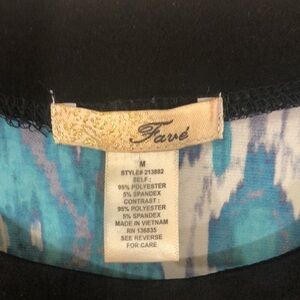 Favé
M
STYLE# 213882
SELF:
95% POLYESTER
5% SPANDEX
CONTRAST:
95% POLYESTER
5% SPANDEX
MADE IN VIETNAM
RN 136835
SEE REVERSE
FOR CARE